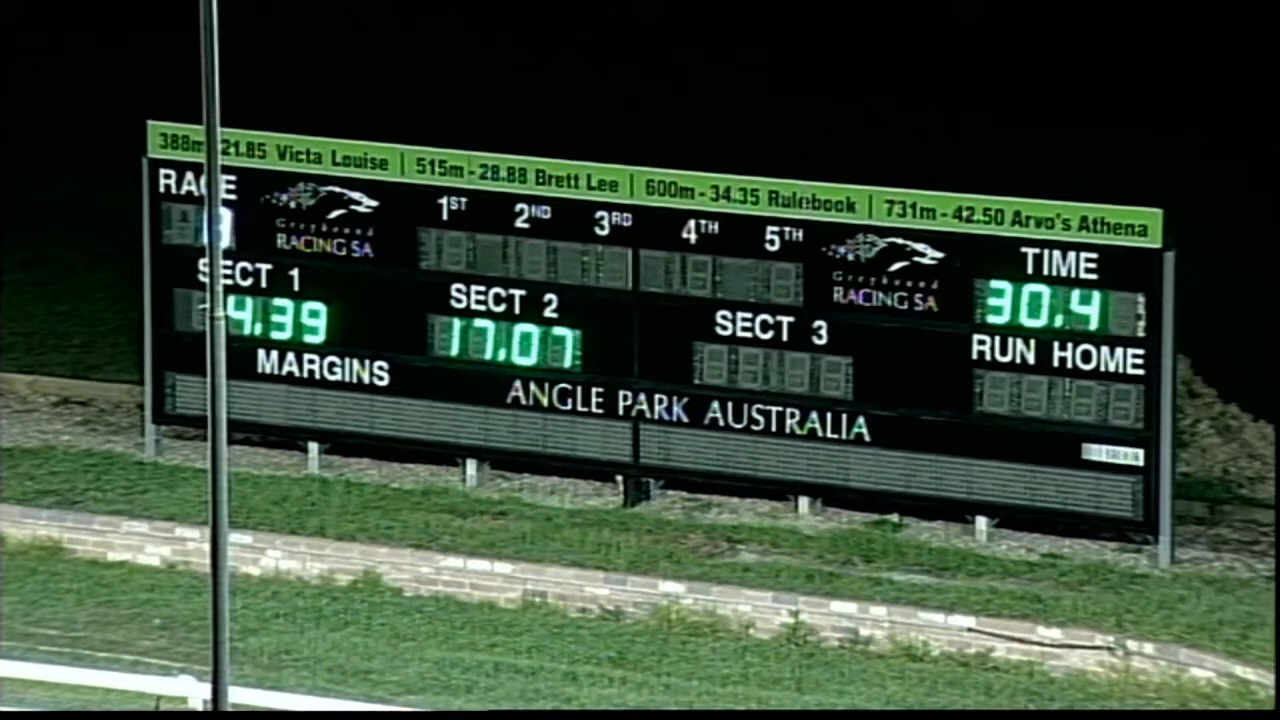 388m-21.85 Victa Louise | 515m-28.88 Brett Lee | 600m-34.35 Rulebook | 731m-42.50 Arvo's Athena
RACE
Greyhound
RACING SA
1ST 2ND 3RD 4TH 5TH
Greyhound
RACING SA
TIME
30.4
SECT 1
4.39
SECT 2
17.07
SECT 3
RUN HOME
MARGINS
ANGLE PARK AUSTRALIA